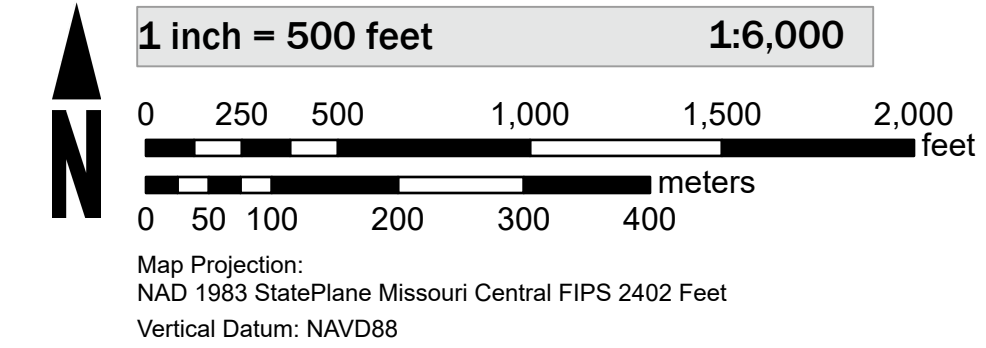 1 inch = 500 feet 1:6,000
0 250 500 1,000 1,500 2,000
feet
meters
0 50 100 200 300 400
N
Map Projection:
NAD 1983 StatePlane Missouri Central FIPS 2402 Feet
Vertical Datum: NAVD88